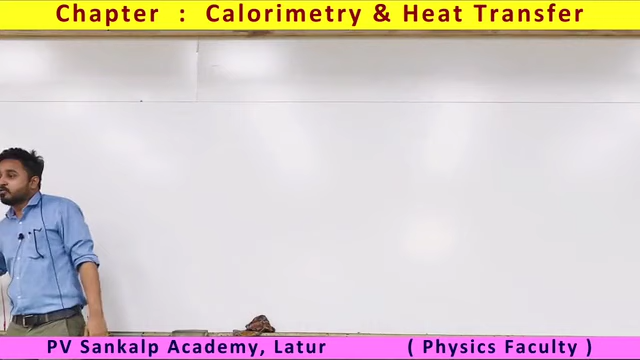 Chapter : Calorimetry & Heat Transfer
PV Sankalp Academy, Latur ( Physics Faculty )